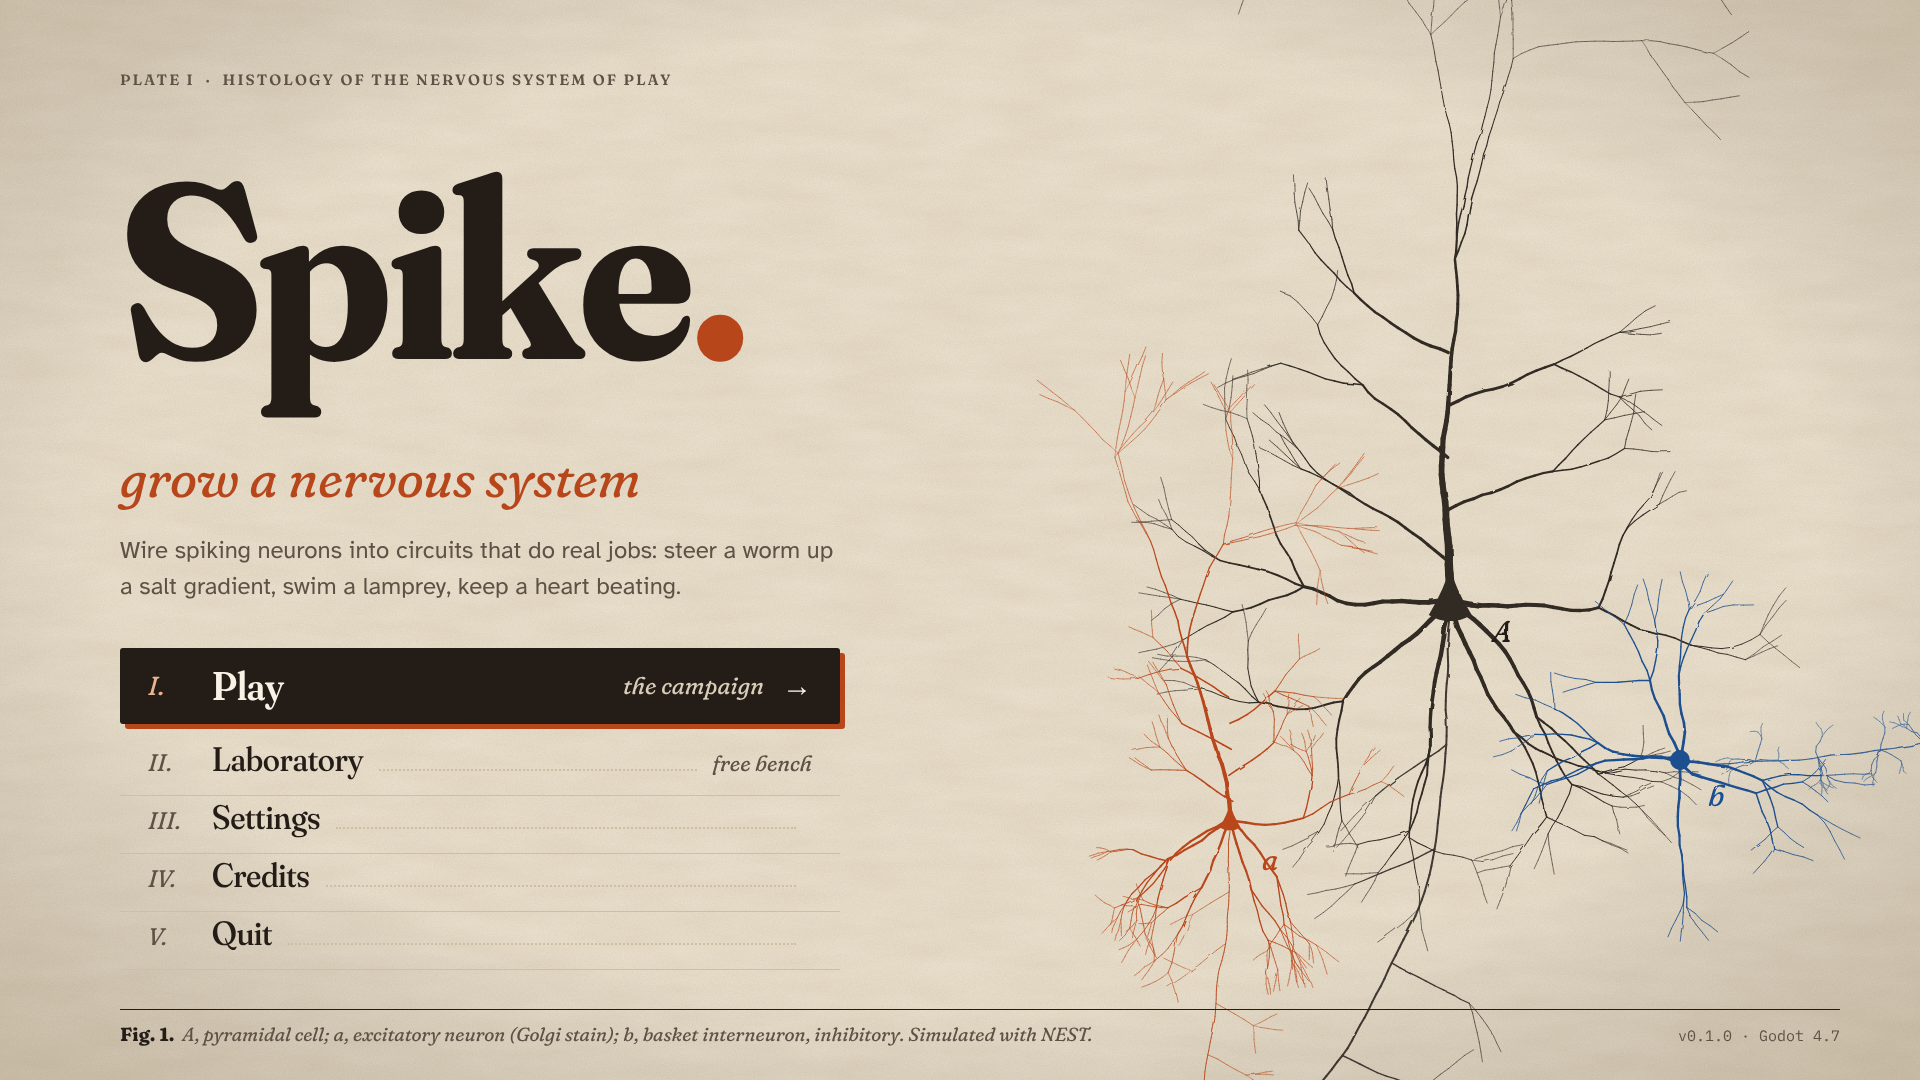 PLATE I · HISTOLOGY OF THE NERVOUS SYSTEM OF PLAY
Spike.
grow a nervous system
Wire spiking neurons into circuits that do real jobs: steer a worm up
a salt gradient, swim a lamprey, keep a heart beating.
I. Play the campaign →
II. Laboratory free bench
III. Settings
IV. Credits
V. Quit
A
b
a
Fig. 1. A, pyramidal cell; a, excitatory neuron (Golgi stain); b, basket interneuron, inhibitory. Simulated with NEST.
v0.1.0 · Godot 4.7